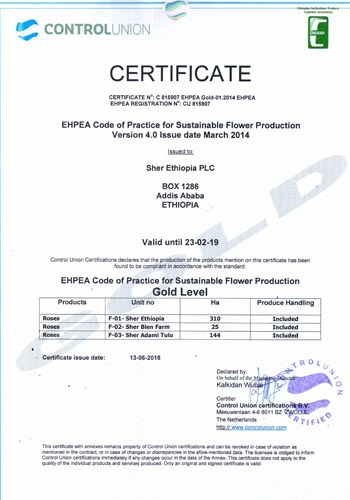 CONTROLUNION
CERTIFICATE
CERTIFICATE Nº: C 815907 EHPEA Gold-01.2014 EHPEA
EHPEA REGISTRATION Nº: CU 815907
EHPEA Code of Practice for Sustainable Flower Production
Version 4.0 Issue date March 2014
Issued to:
Sher Ethiopia PLC
BOX 1286
Addis Ababa
ETHIOPIA
GOLD
Valid until 23-02-19
Control Union Certifications declares that the production of the products mention on this certificate has been
found to be compliant in accordance with the standard:
EHPEA Code of Practice for Sustainable Flower Production
Gold Level
Products Unit no Ha Produce Handling
Roses F-01- Sher Ethiopia 310 Included
Roses F-02- Sher Blen Farm 25 Included
Roses F-03- Sher Adami Tulu 144 Included
Certificate issue date: 13-06-2018
Declared by:
On behalf of the Managing Director
Kalkidan Wubie
Certifier
Control Union certifications B.V.
Meeuwenlaan 4-6 8011 BZ ZWOLLE
The Netherlands
http://www.controlunion.com
CONTROLUNION
CERTIFIED
This certificate with annexes remains property of Control Union certifications and can be revoked in case of violation as
mentioned in the contract, or in case of changes or discrepancies in the afore-mentioned data. The licensee is obliged to inform
Control Union certifications immediately if any changes occur in the data of the Annex. This certificate does not apply to the
quality of the individual products and services produced. Only an original and signed certificate is valid.